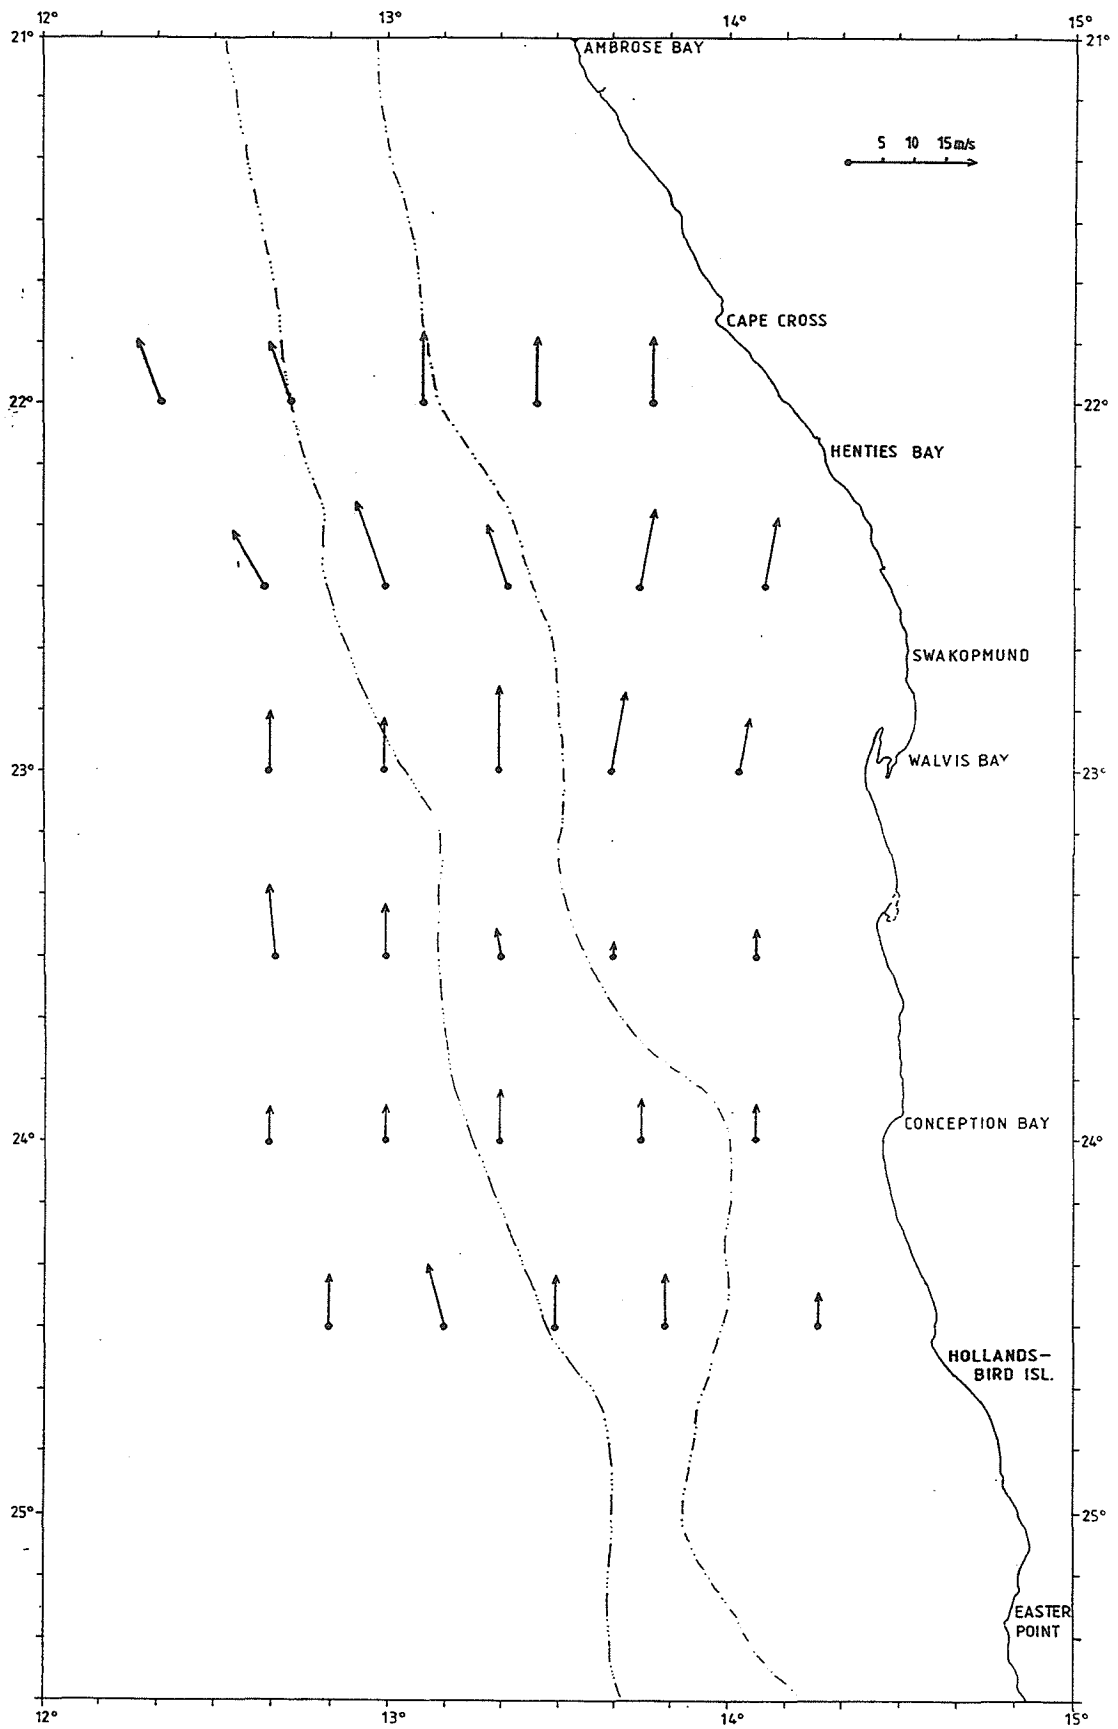 12° 13° 14° 15°
21° 21°
AMBROSE BAY
5 10 15 m/s
CAPE CROSS
22° 22°
HENTIES BAY
SWAKOPMUND
WALVIS BAY
23° 23°
CONCEPTION BAY
24° 24°
HOLLANDS-
BIRD ISL.
25° 25°
EASTER
POINT
12° 13° 14° 15°